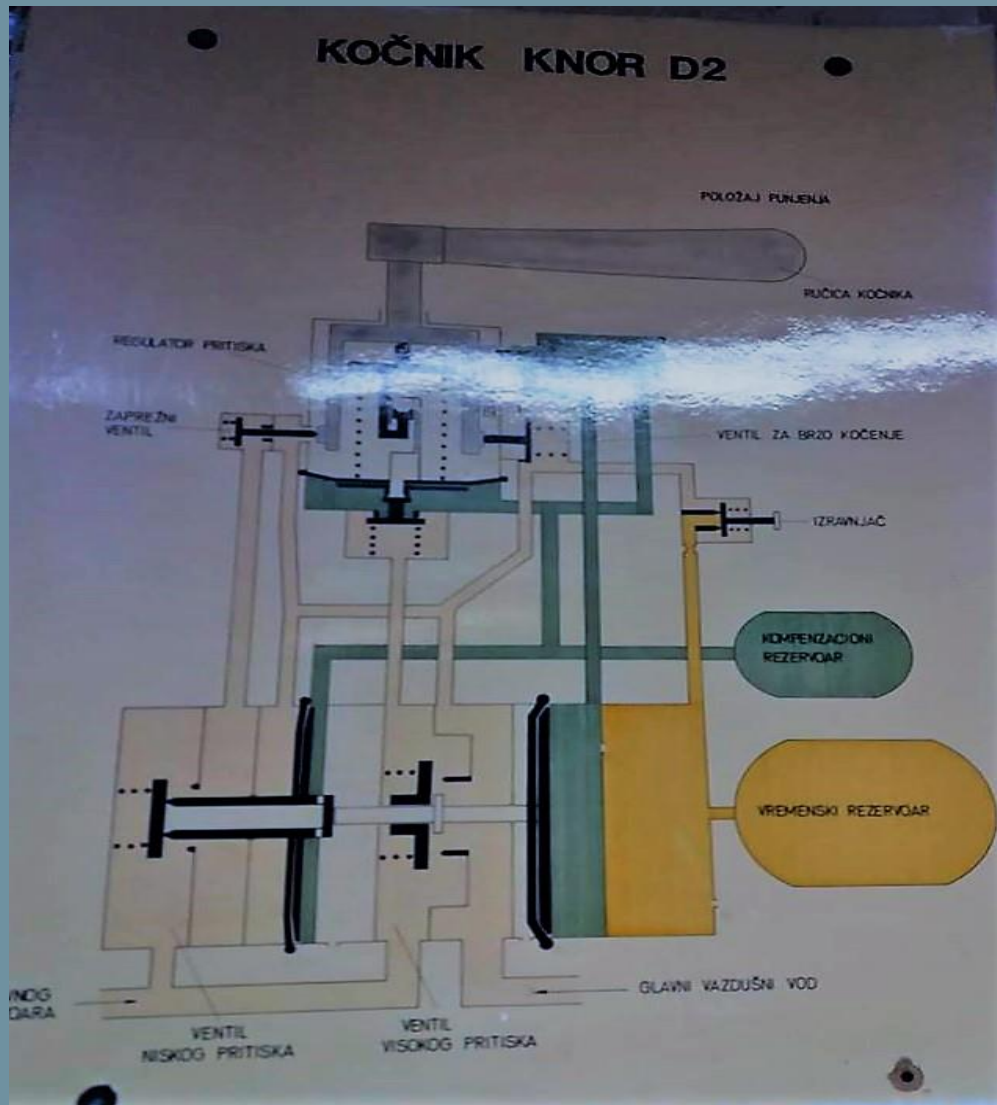 KOČNIK KNOR D2
POLOŽAJ PUNJENJA
RUČICA KOČNIKA
REGULATOR PRITISKA
ZAPREŽNI
VENTIL
VENTIL ZA BRZO KOČENJE
IZRAVNJAČ
KOMPENZACIONI
REZERVOAR
VREMENSKI REZERVOAR
GLAVNI VAZDUŠNI VOD
VENTIL
NISKOG PRITISKA
VENTIL
VISOKOG PRITISKA